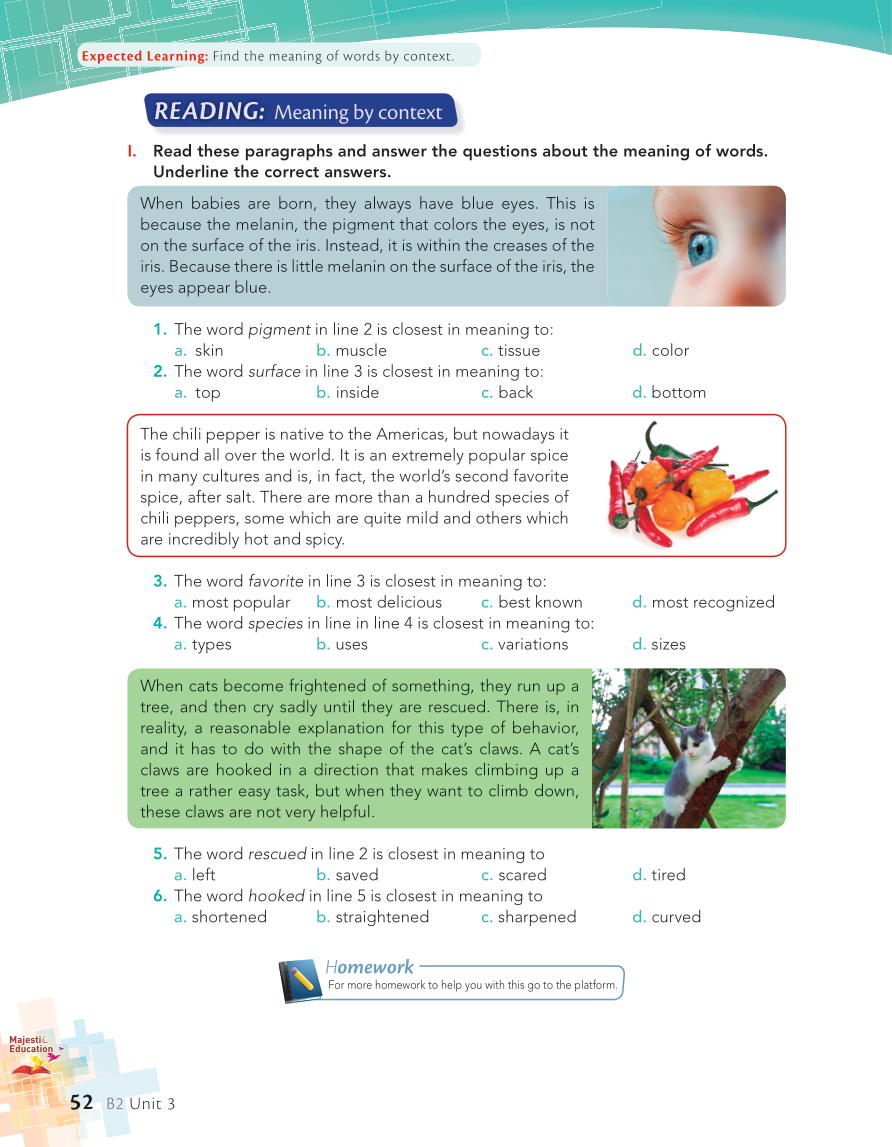 Expected Learning: Find the meaning of words by context.
READING: Meaning by context
I. Read these paragraphs and answer the questions about the meaning of words.
Underline the correct answers.
When babies are born, they always have blue eyes. This is
because the melanin, the pigment that colors the eyes, is not
on the surface of the iris. Instead, it is within the creases of the
iris. Because there is little melanin on the surface of the iris, the
eyes appear blue.
1. The word pigment in line 2 is closest in meaning to:
a. skin b. muscle c. tissue d. color
2. The word surface in line 3 is closest in meaning to:
a. top b. inside c. back d. bottom
The chili pepper is native to the Americas, but nowadays it
is found all over the world. It is an extremely popular spice
in many cultures and is, in fact, the world's second favorite
spice, after salt. There are more than a hundred species of
chili peppers, some which are quite mild and others which
are incredibly hot and spicy.
3. The word favorite in line 3 is closest in meaning to:
a. most popular b. most delicious c. best known d. most recognized
4. The word species in line in line 4 is closest in meaning to:
a. types b. uses c. variations d. sizes
When cats become frightened of something, they run up a
tree, and then cry sadly until they are rescued. There is, in
reality, a reasonable explanation for this type of behavior,
and it has to do with the shape of the cat's claws. A cat's
claws are hooked in a direction that makes climbing up a
tree a rather easy task, but when they want to climb down,
these claws are not very helpful.
5. The word rescued in line 2 is closest in meaning to
a. left b. saved c. scared d. tired
6. The word hooked in line 5 is closest in meaning to
a. shortened b. straightened c. sharpened d. curved
Homework
For more homework to help you with this go to the platform.
Majestic
Education
52 B2 Unit 3